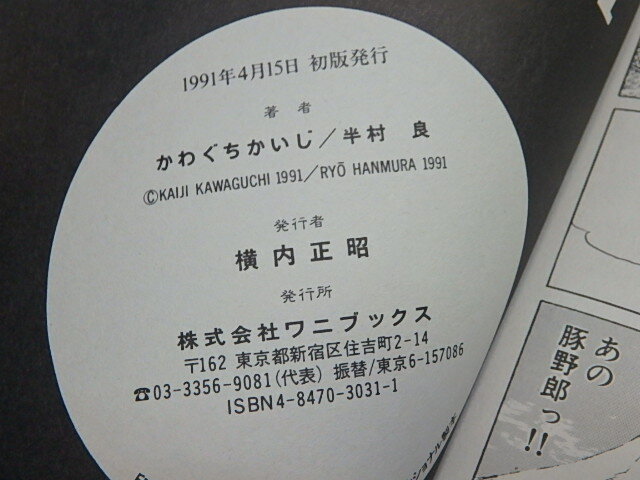 1991年4月15日 初版発行
著者
かわぐちかいじ／半村 良
©KAIJI KAWAGUCHI 1991／RYŌ HANMURA 1991
発行者
横内正昭
発行所
株式会社ワニブックス
〒162 東京都新宿区住吉町2-14
☎03-3356-9081(代表) 振替/東京6-157086
ISBN4-8470-3031-1
あの
豚野郎っ!!